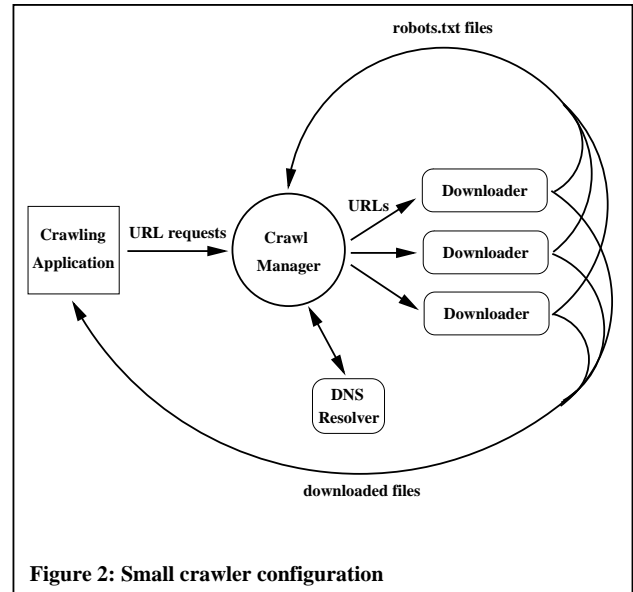 robots.txt files
URLs
Downloader
Crawling
Application
URL requests
Crawl
Manager
Downloader
Downloader
DNS
Resolver
downloaded files
Figure 2: Small crawler configuration